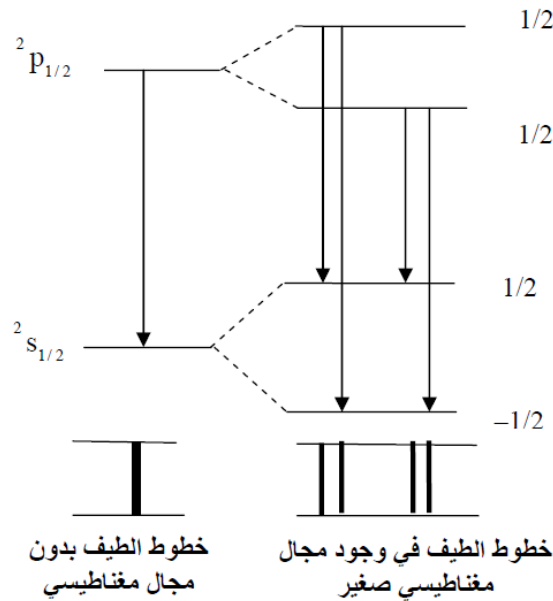 1/2
²p₁/₂
1/2
1/2
²s₁/₂
–1/2
خطوط الطيف بدون
مجال مغناطيسي
خطوط الطيف في وجود مجال
مغناطيسي صغير